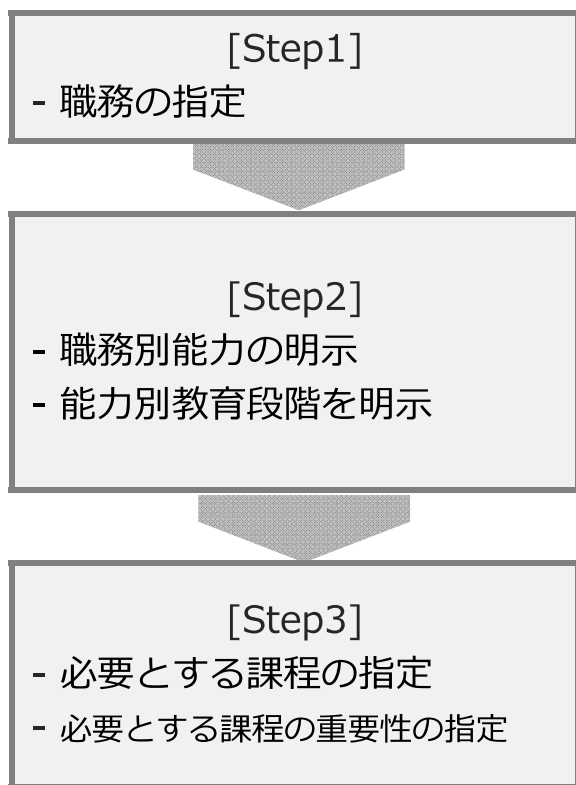 [Step1]
- 職務の指定
[Step2]
- 職務別能力の明示
- 能力別教育段階を明示
[Step3]
- 必要とする課程の指定
- 必要とする課程の重要性の指定